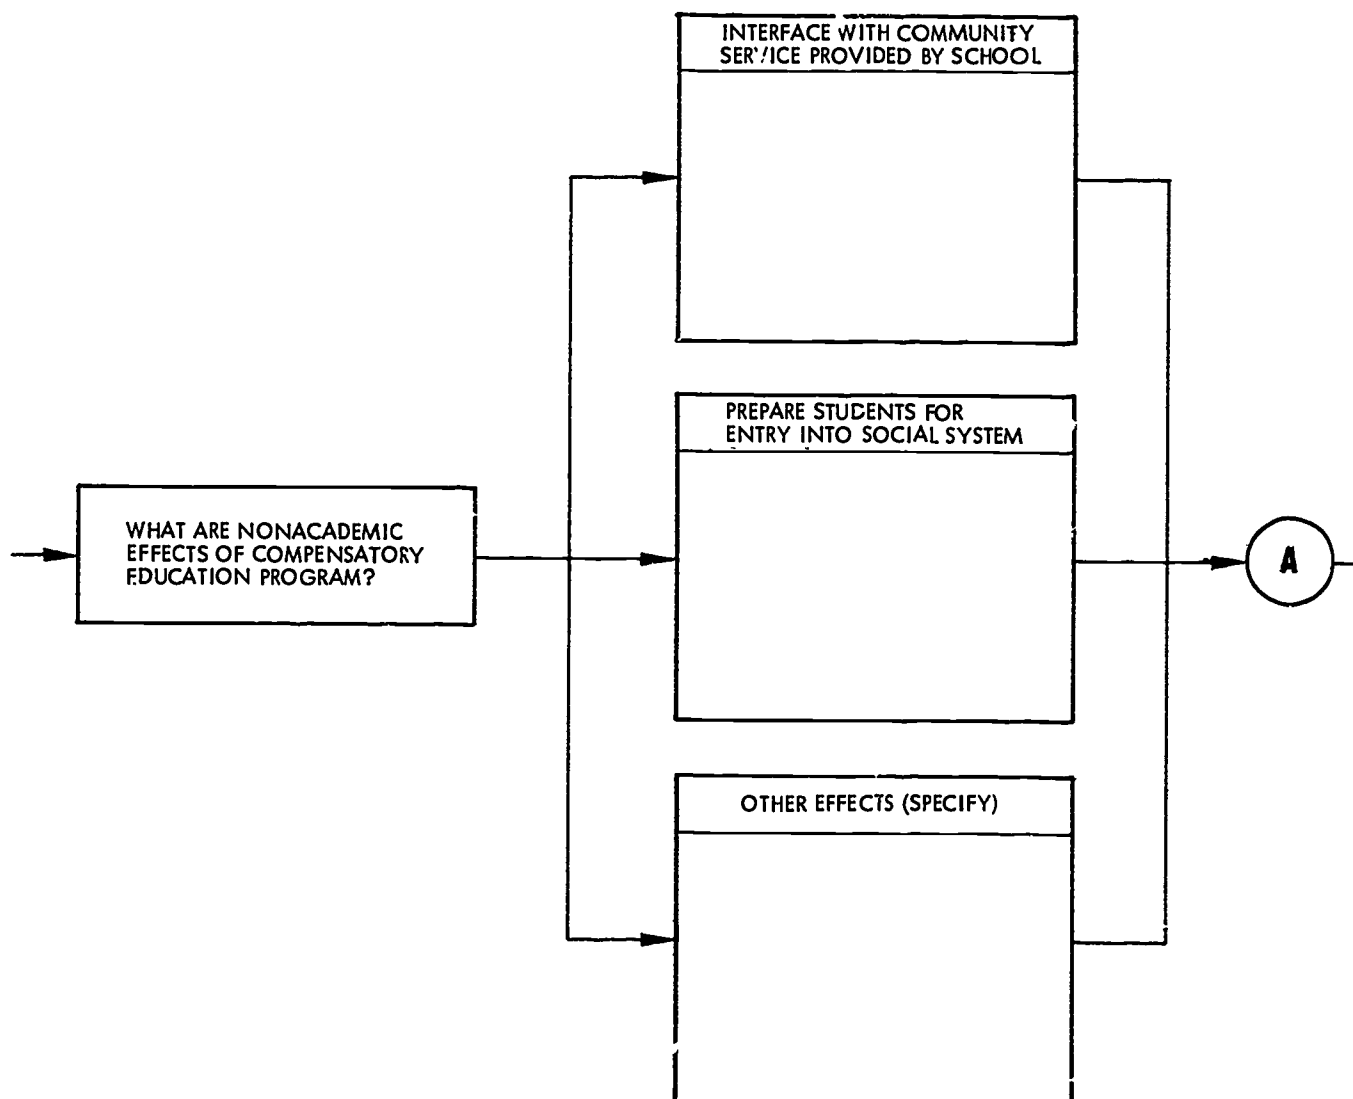 INTERFACE WITH COMMUNITY
SERVICE PROVIDED BY SCHOOL
PREPARE STUDENTS FOR
ENTRY INTO SOCIAL SYSTEM
WHAT ARE NONACADEMIC
EFFECTS OF COMPENSATORY
EDUCATION PROGRAM?
A
OTHER EFFECTS (SPECIFY)